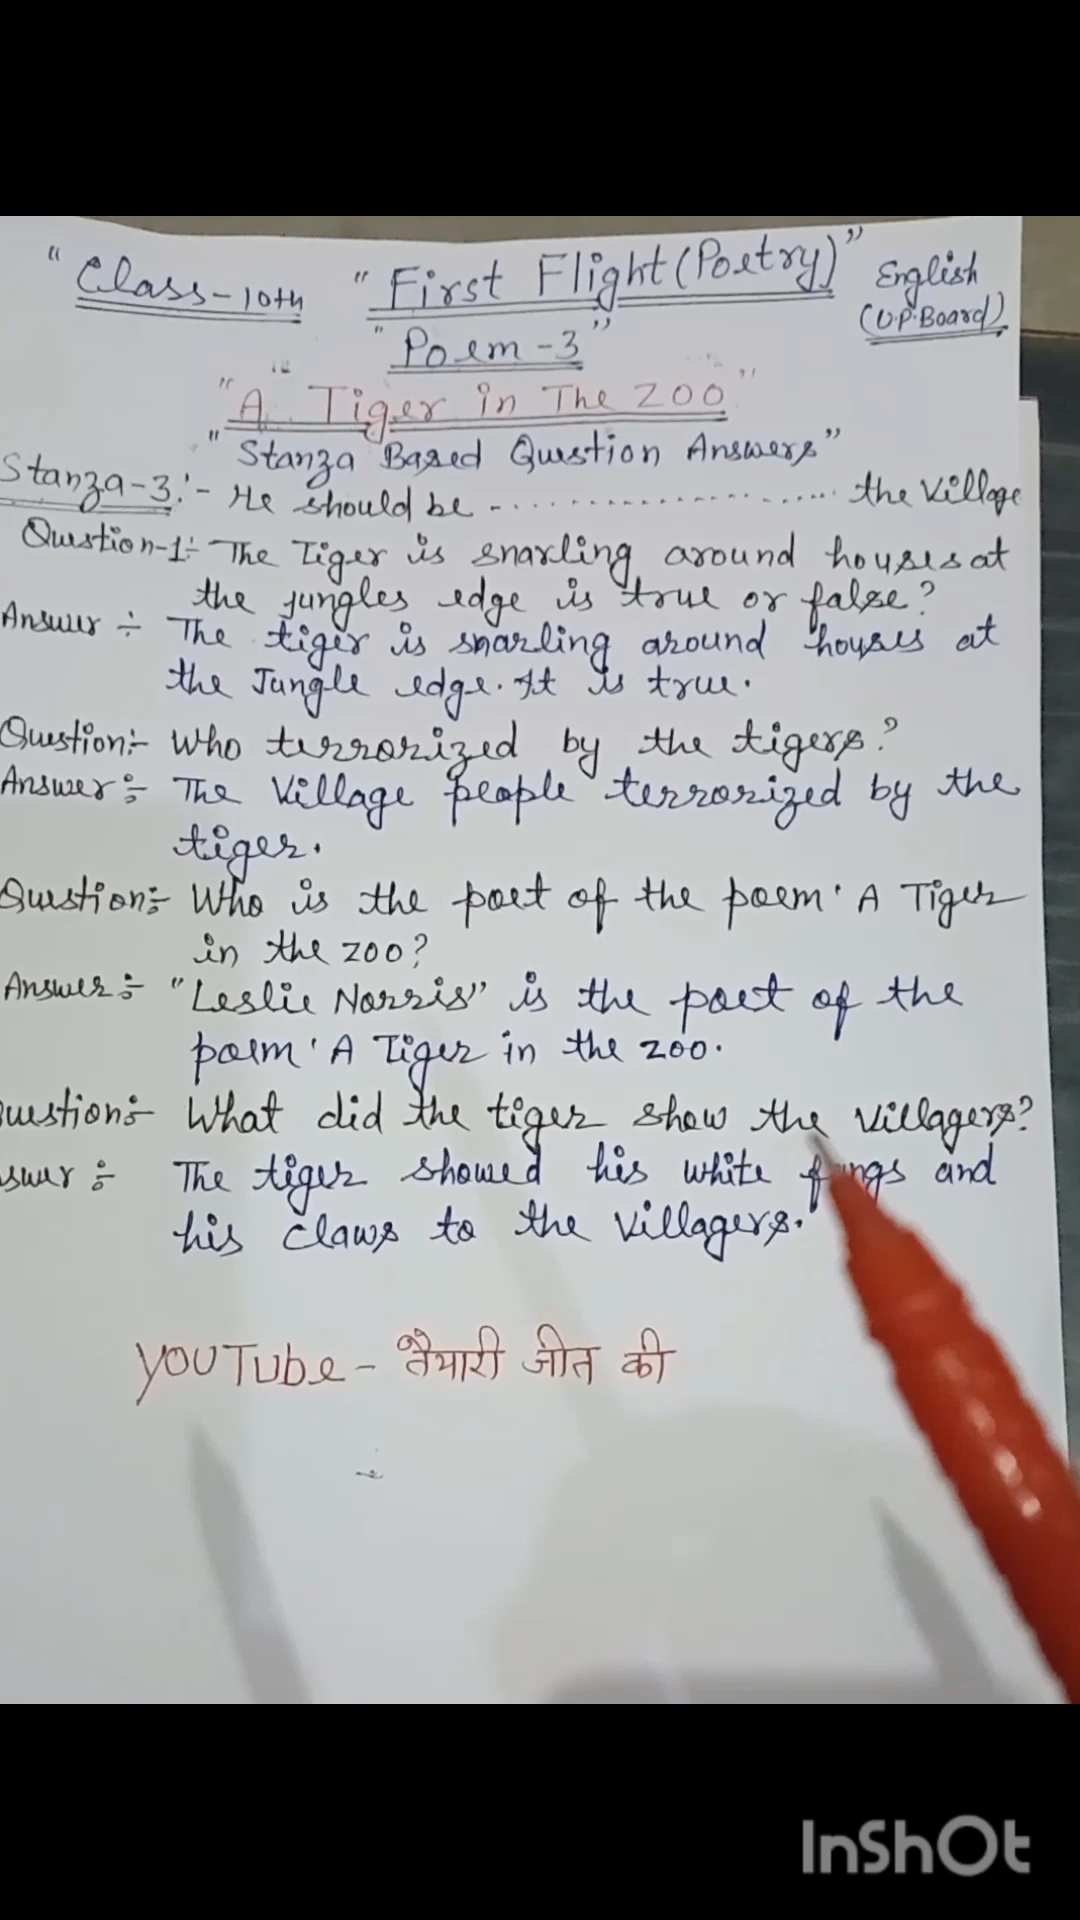 "Class-10th "First Flight (Poetry)" English
(U.P. Board)
"Poem-3"
"A Tiger in The Zoo"
"Stanza Based Question Answers"
Stanza-3:- He should be .................... the Village
Question-1:- The Tiger is snarling around houses at
the jungles edge is true or false?
Answer ÷ The tiger is snarling around houses at
the Jungle edge. It is true.
Question:- Who terrorized by the tigers?
Answer ÷ The Village people terrorized by the
tiger.
Question:- Who is the poet of the poem 'A Tiger
in the zoo?
Answer ÷ "Leslie Norris" is the poet of the
poem 'A Tiger in the zoo.
uestion:- What did the tiger show the villagers?
swer ÷ The tiger showed his white fangs and
his claws to the villagers.
YOUTube - तैयारी जीत की
InShOt